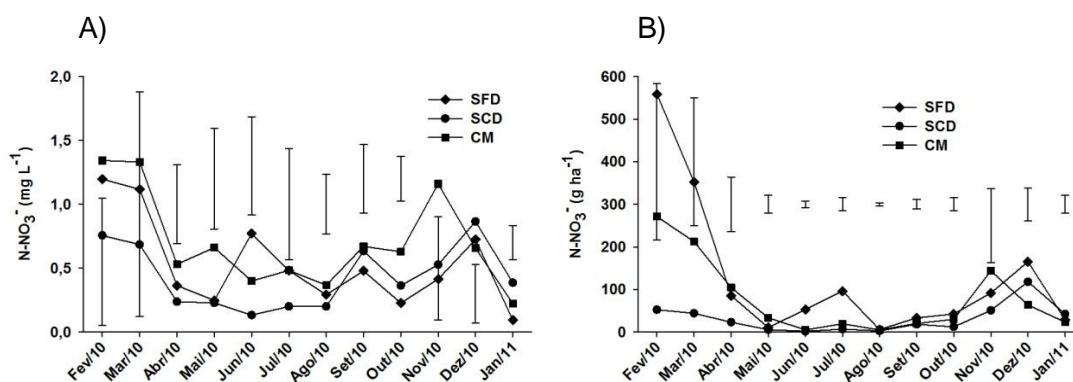 A)
B)
2,0
1,5
1,0
0,5
0,0
N-NO3- (mg L-1)
SFD
SCD
CM
Fev/10
Mar/10
Abr/10
Mai/10
Jun/10
Jul/10
Ago/10
Set/10
Out/10
Nov/10
Dez/10
Jan/11
600
500
400
300
200
100
0
N-NO3- (g ha-1)
SFD
SCD
CM
Fev/10
Mar/10
Abr/10
Mai/10
Jun/10
Jul/10
Ago/10
Set/10
Out/10
Nov/10
Dez/10
Jan/11